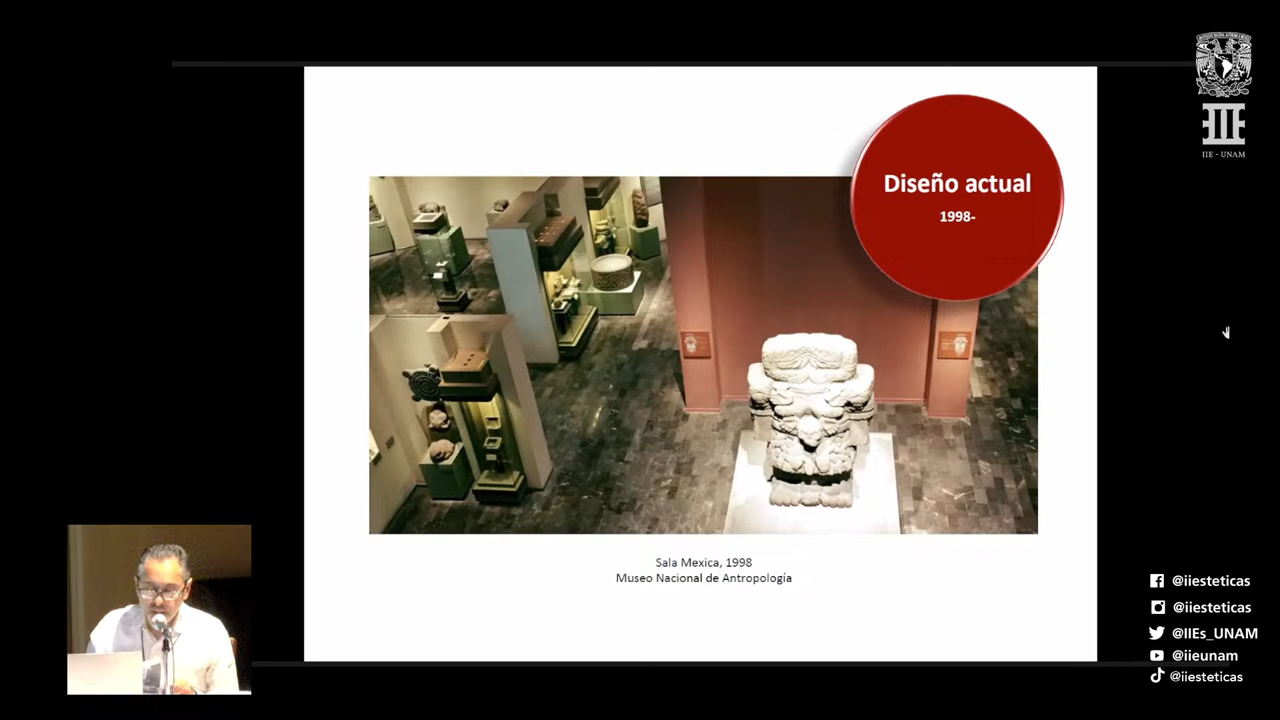 Diseño actual
1998-
Sala Mexica, 1998
Museo Nacional de Antropología
IIE - UNAM
@iiesteticas
@iiesteticas
@IIEs_UNAM
@iieunam
@iiesteticas